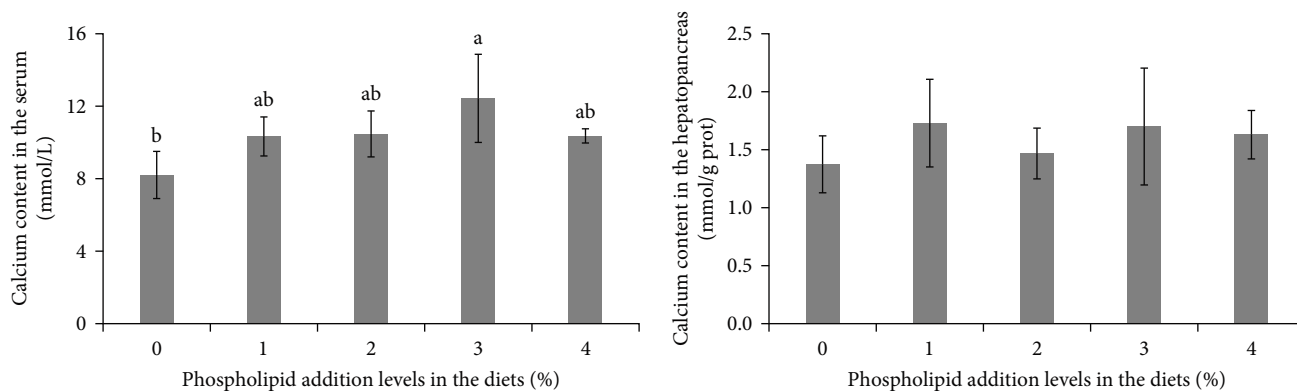 Calcium content in the serum
(mmol/L)
16
12
8
4
0
b
ab
ab
a
ab
0 1 2 3 4
Phospholipid addition levels in the diets (%)
Calcium content in the hepatopancreas
(mmol/g prot)
2.5
2.0
1.5
1.0
0.5
0.0
0 1 2 3 4
Phospholipid addition levels in the diets (%)